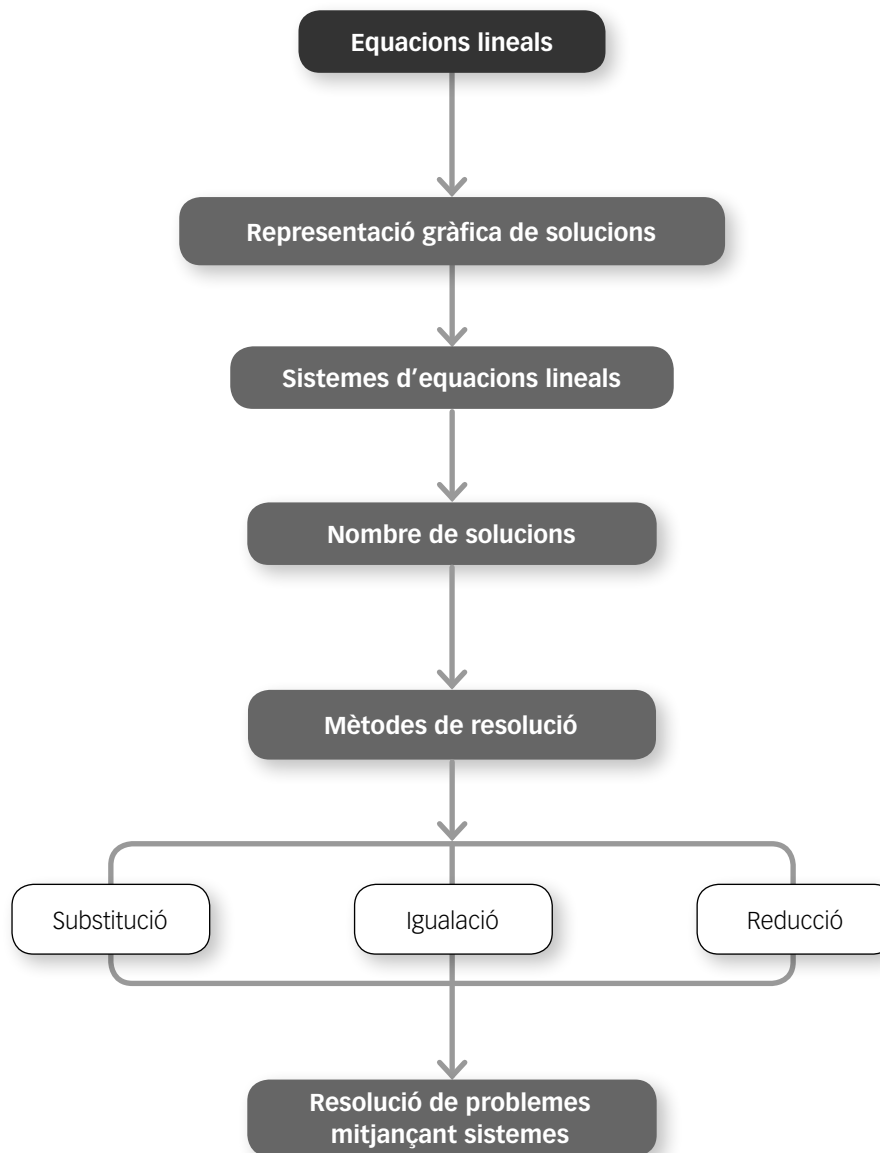 Equacions lineals
Representació gràfica de solucions
Sistemes d’equacions lineals
Nombre de solucions
Mètodes de resolució
Substitució
Igualació
Reducció
Resolució de problemes
mitjançant sistemes